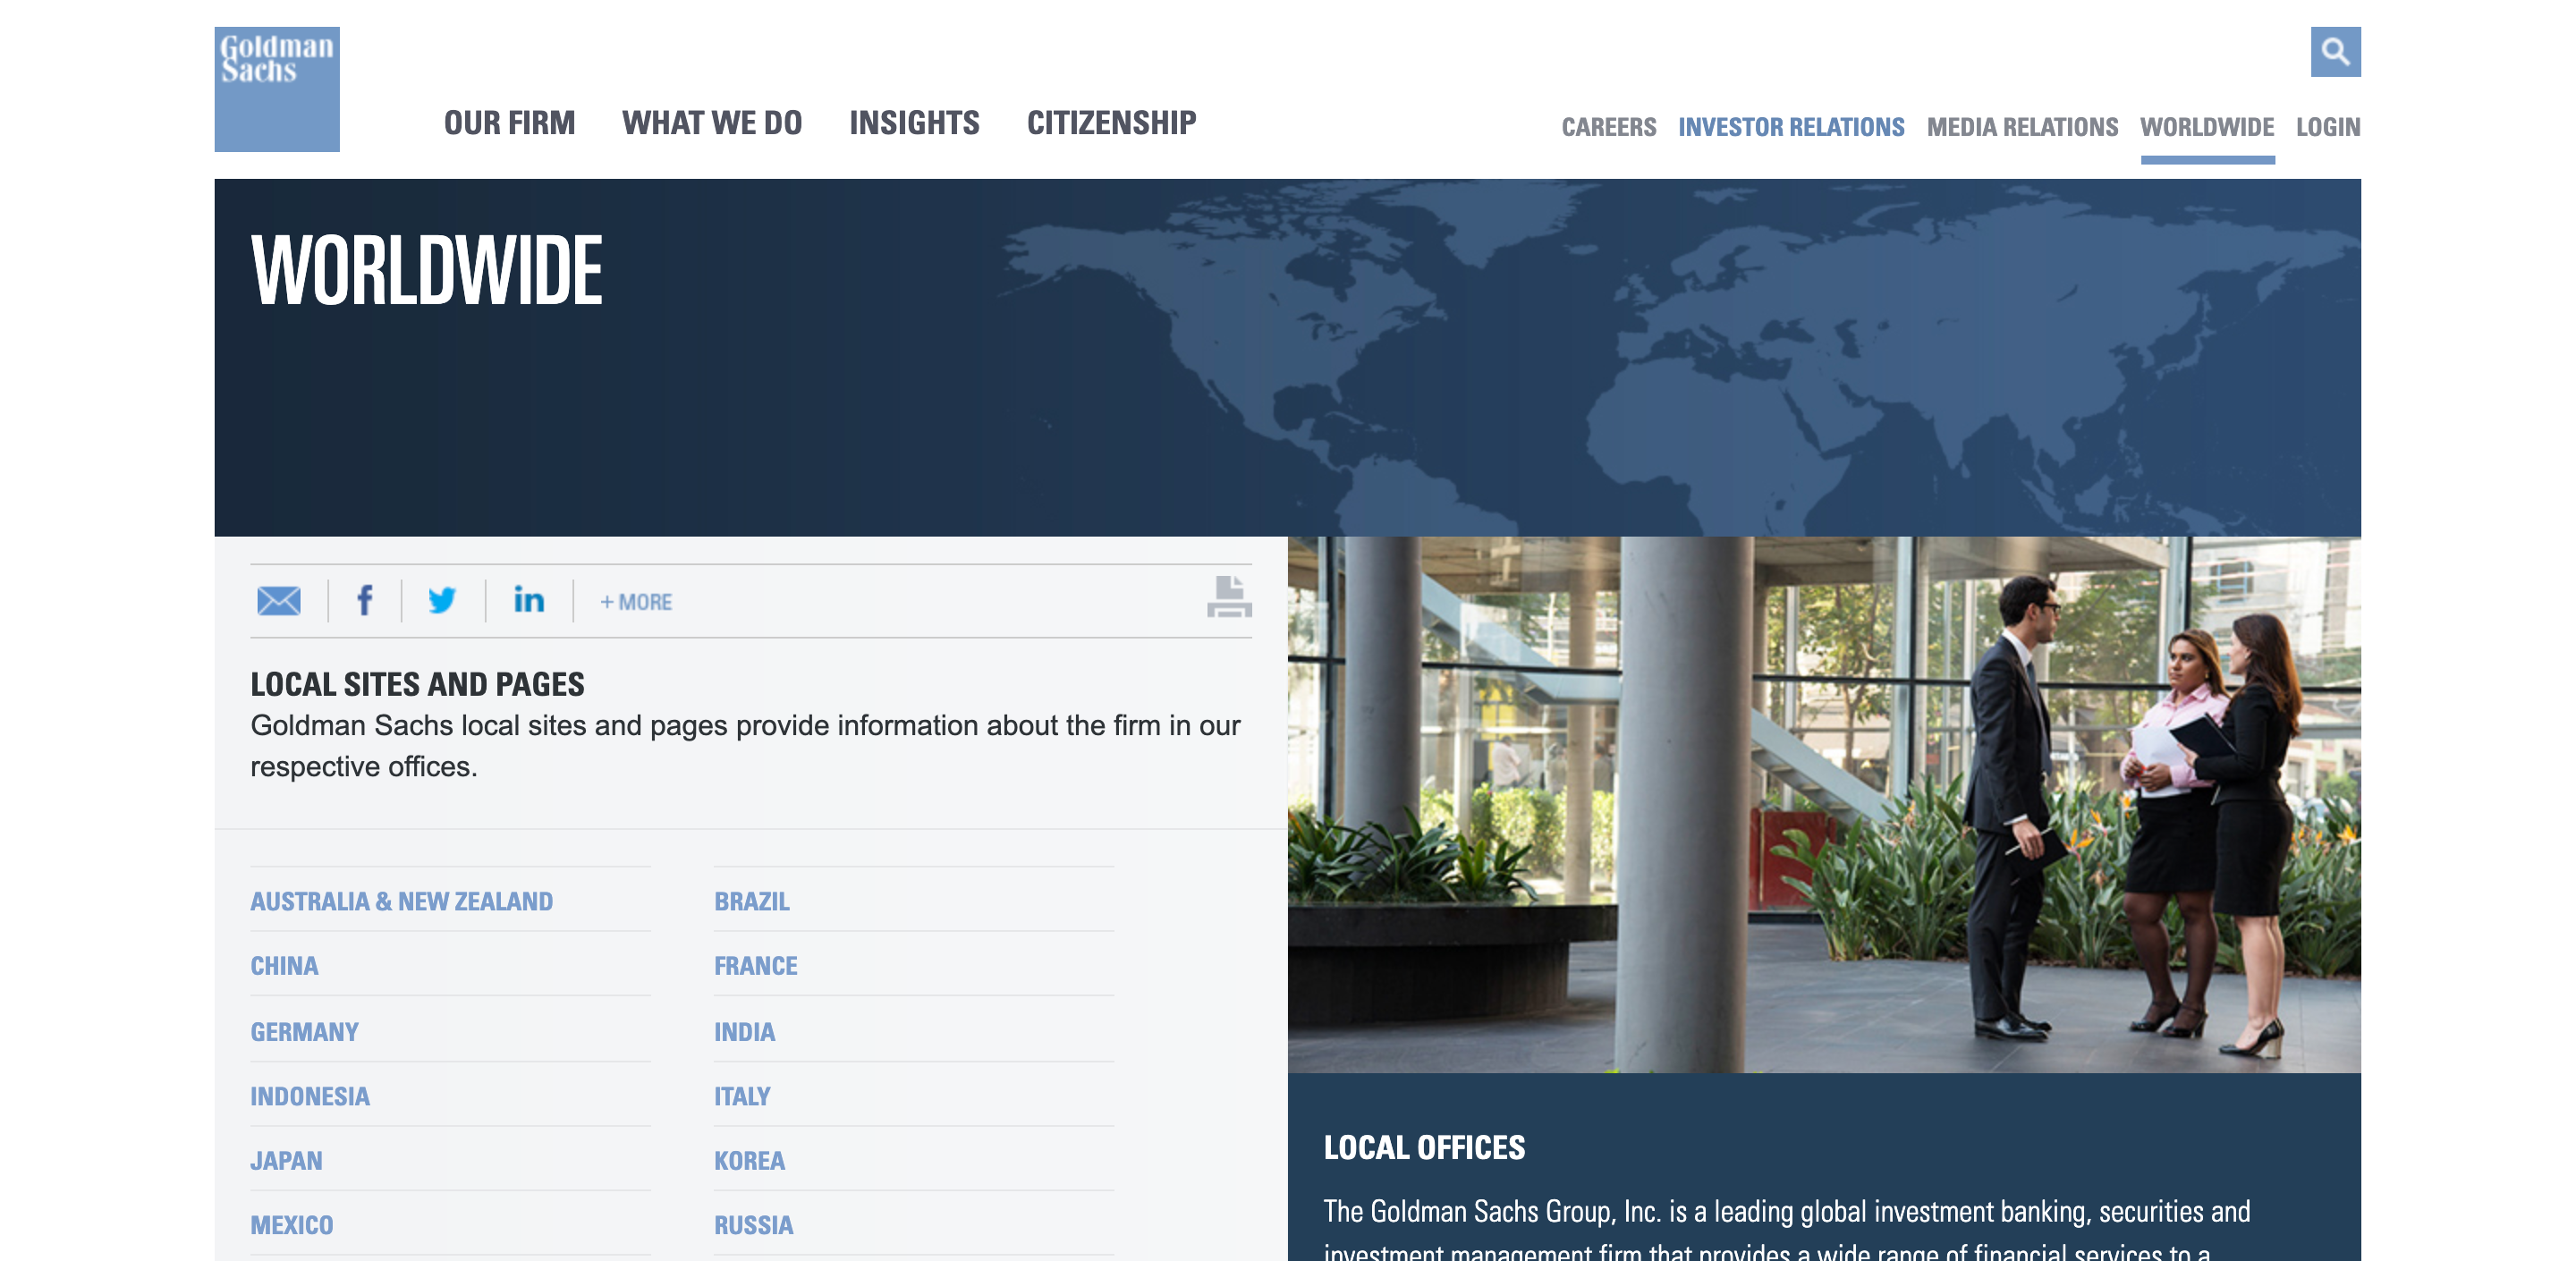 Goldman
Sachs
OUR FIRM WHAT WE DO INSIGHTS CITIZENSHIP
CAREERS INVESTOR RELATIONS MEDIA RELATIONS WORLDWIDE LOGIN
WORLDWIDE
f in + MORE
LOCAL SITES AND PAGES
Goldman Sachs local sites and pages provide information about the firm in our
respective offices.
AUSTRALIA & NEW ZEALAND BRAZIL
CHINA FRANCE
GERMANY INDIA
INDONESIA ITALY
JAPAN KOREA
MEXICO RUSSIA
LOCAL OFFICES
The Goldman Sachs Group, Inc. is a leading global investment banking, securities and
investment management firm that provides a wide range of financial services to a